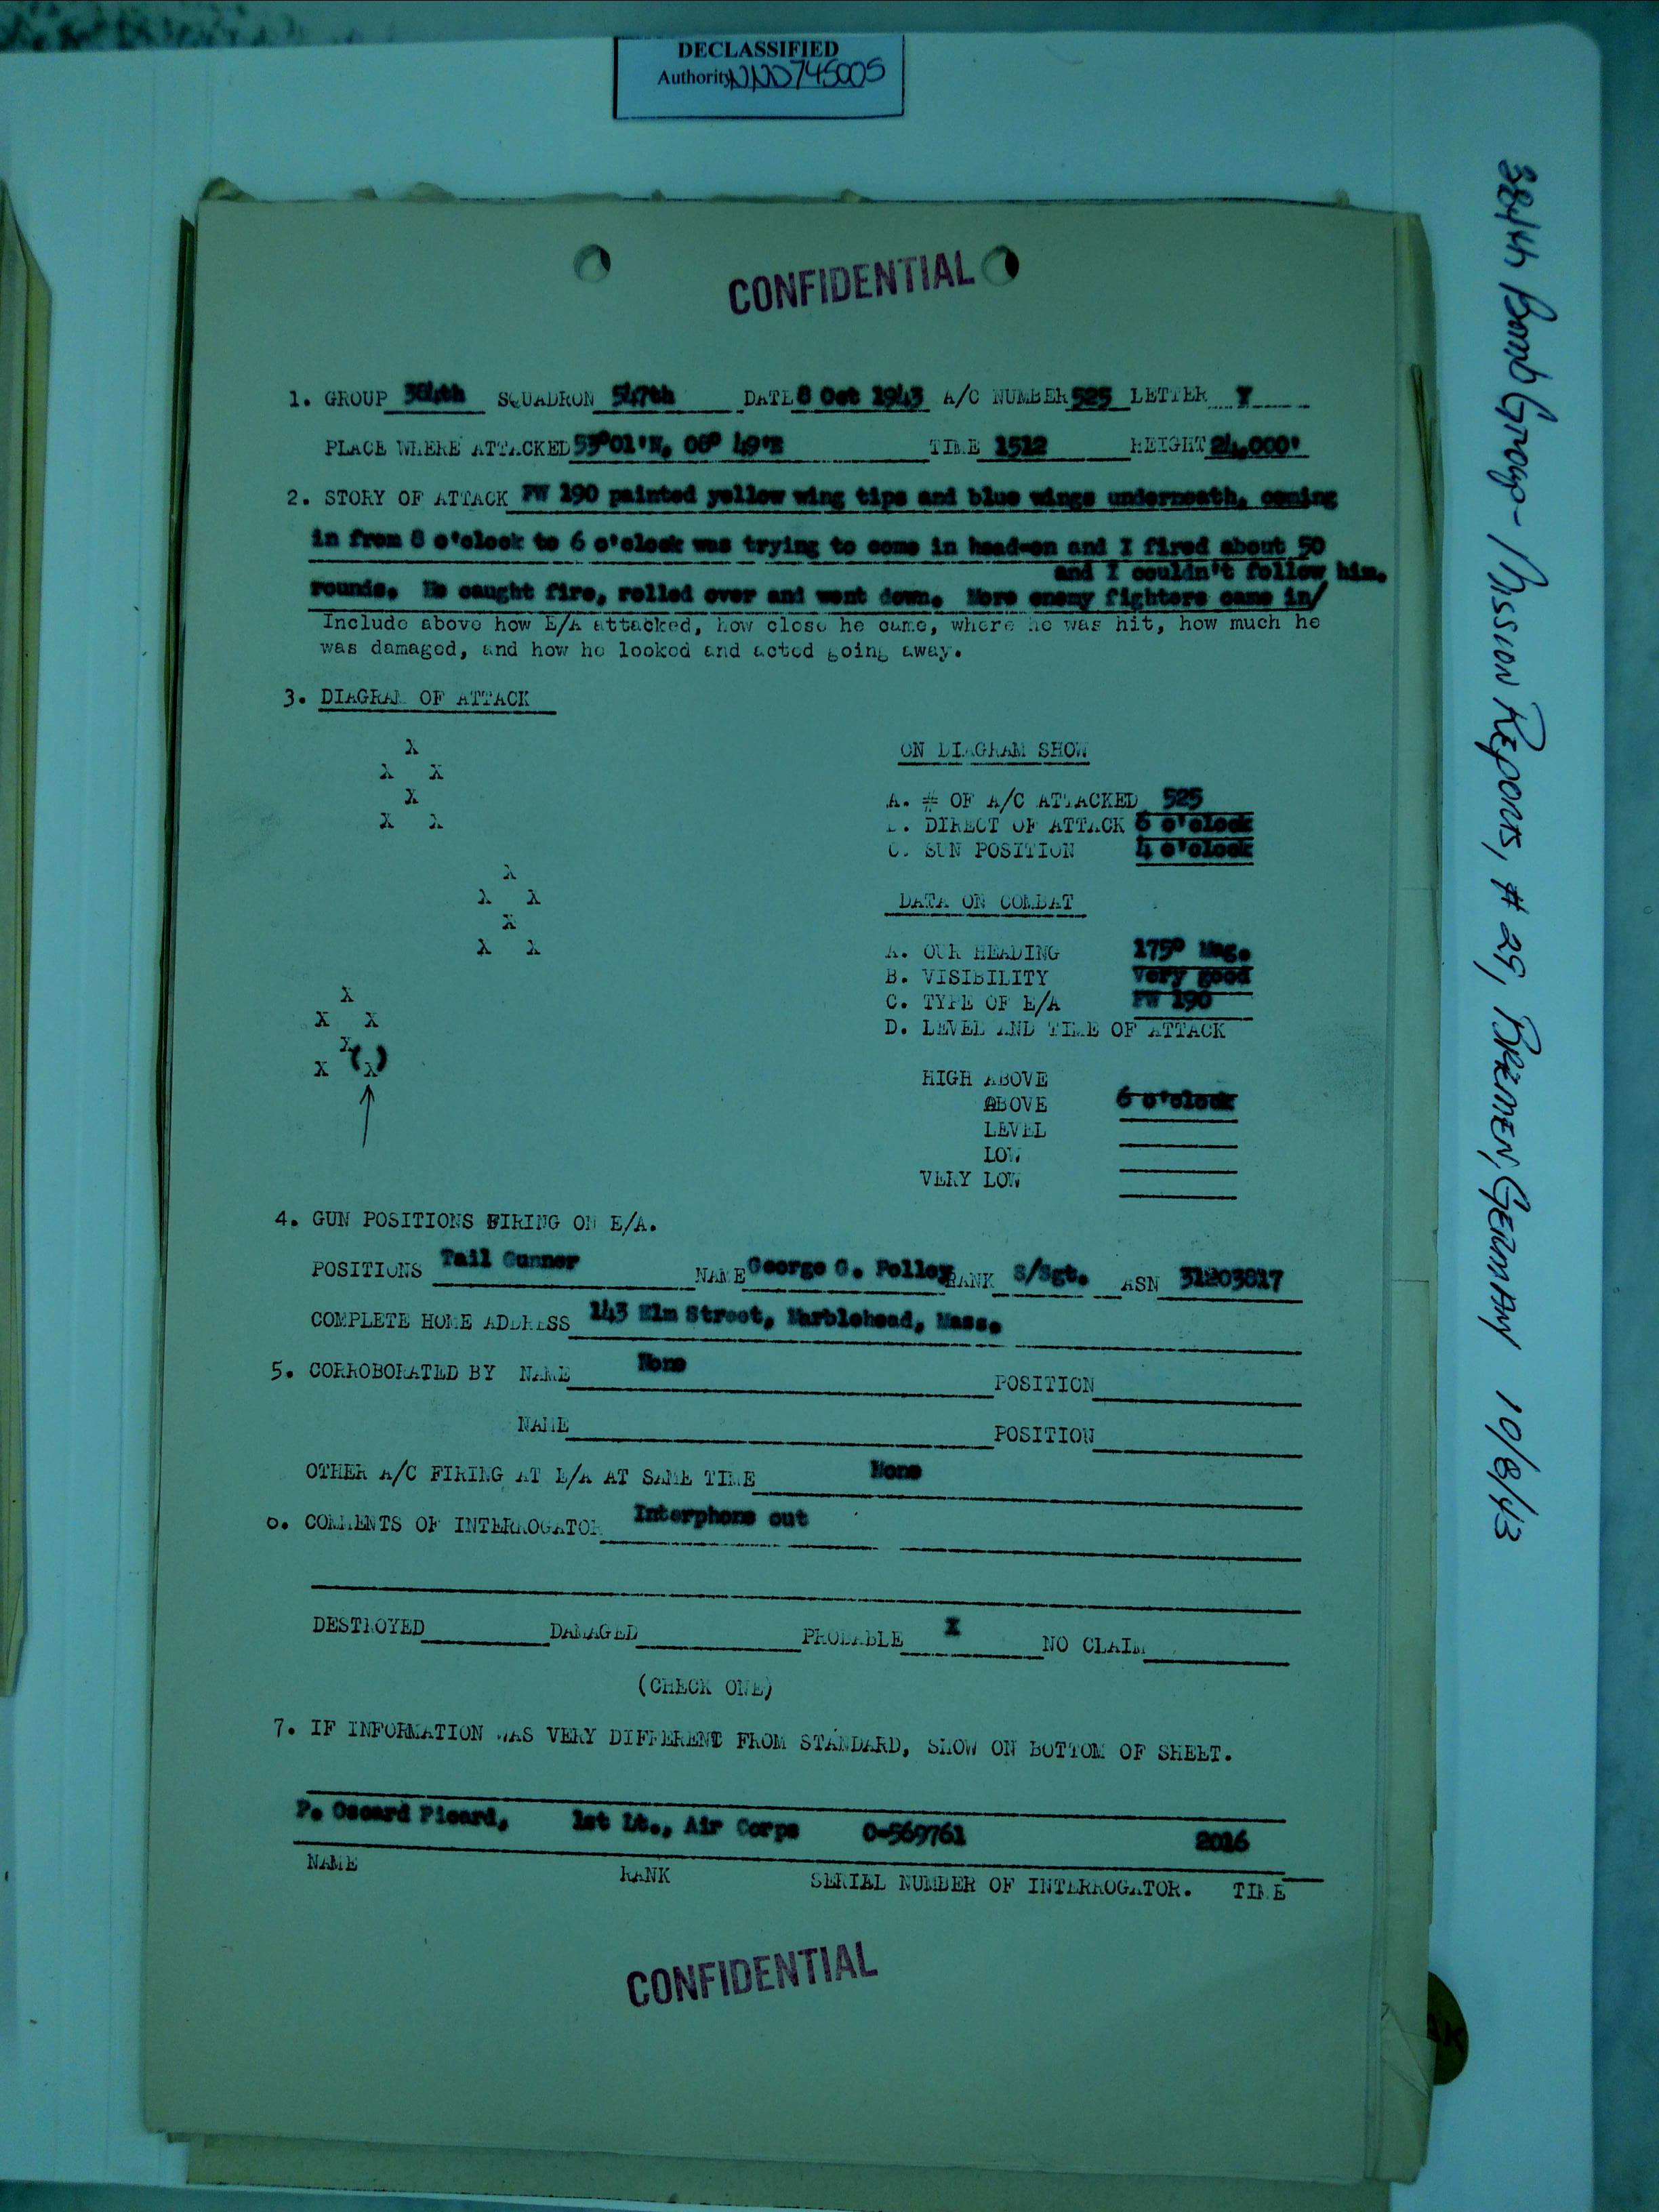 DECLASSIFIED
Authority NND745005
384th Bomb Group - Mission Reports, # 25, BREMEN, GERMANY 10/8/43
CONFIDENTIAL
1. GROUP 384th SQUADRON 547th DATE 8 Oct 1943 A/C NUMBER 525 LETTER Y
PLACE WHERE ATTACKED 53°01'N, 08° 49'E TIME 1512 HEIGHT 24,000'
2. STORY OF ATTACK FW 190 painted yellow wing tips and blue wings underneath, coming
in from 8 o'clock to 6 o'clock was trying to come in head-on and I fired about 50
and I couldn't follow him.
rounds. He caught fire, rolled over and went down. More enemy fighters came in/
Include above how E/A attacked, how close he came, where he was hit, how much he
was damaged, and how he looked and acted going away.
3. DIAGRAM OF ATTACK
X
X X
X
X X
X
X X
X
X X
X
X X
X
X (X)
ON DIAGRAM SHOW
A. # OF A/C ATTACKED 525
B. DIRECT OF ATTACK 6 o'clock
C. SUN POSITION 4 o'clock
DATA ON COMBAT
A. OUR HEADING 175° Mag.
B. VISIBILITY Very good
C. TYPE OF E/A FW 190
D. LEVEL AND TIME OF ATTACK
HIGH ABOVE
ABOVE 6 o'clock
LEVEL
LOW
VERY LOW
4. GUN POSITIONS FIRING ON E/A.
POSITIONS Tail Gunner NAME George G. Polley RANK S/Sgt. ASN 31203817
COMPLETE HOME ADDRESS 143 Elm Street, Marblehead, Mass.
5. CORROBORATED BY NAME None POSITION
NAME POSITION
OTHER A/C FIRING AT E/A AT SAME TIME None
6. COMMENTS OF INTERROGATOR Interphone out
DESTROYED DAMAGED PROBABLE X NO CLAIM
(CHECK ONE)
7. IF INFORMATION WAS VERY DIFFERENT FROM STANDARD, SHOW ON BOTTOM OF SHEET.
P. Oscard Picard, 1st Lt., Air Corps 0-569761 2016
NAME RANK SERIAL NUMBER OF INTERROGATOR. TIME
CONFIDENTIAL